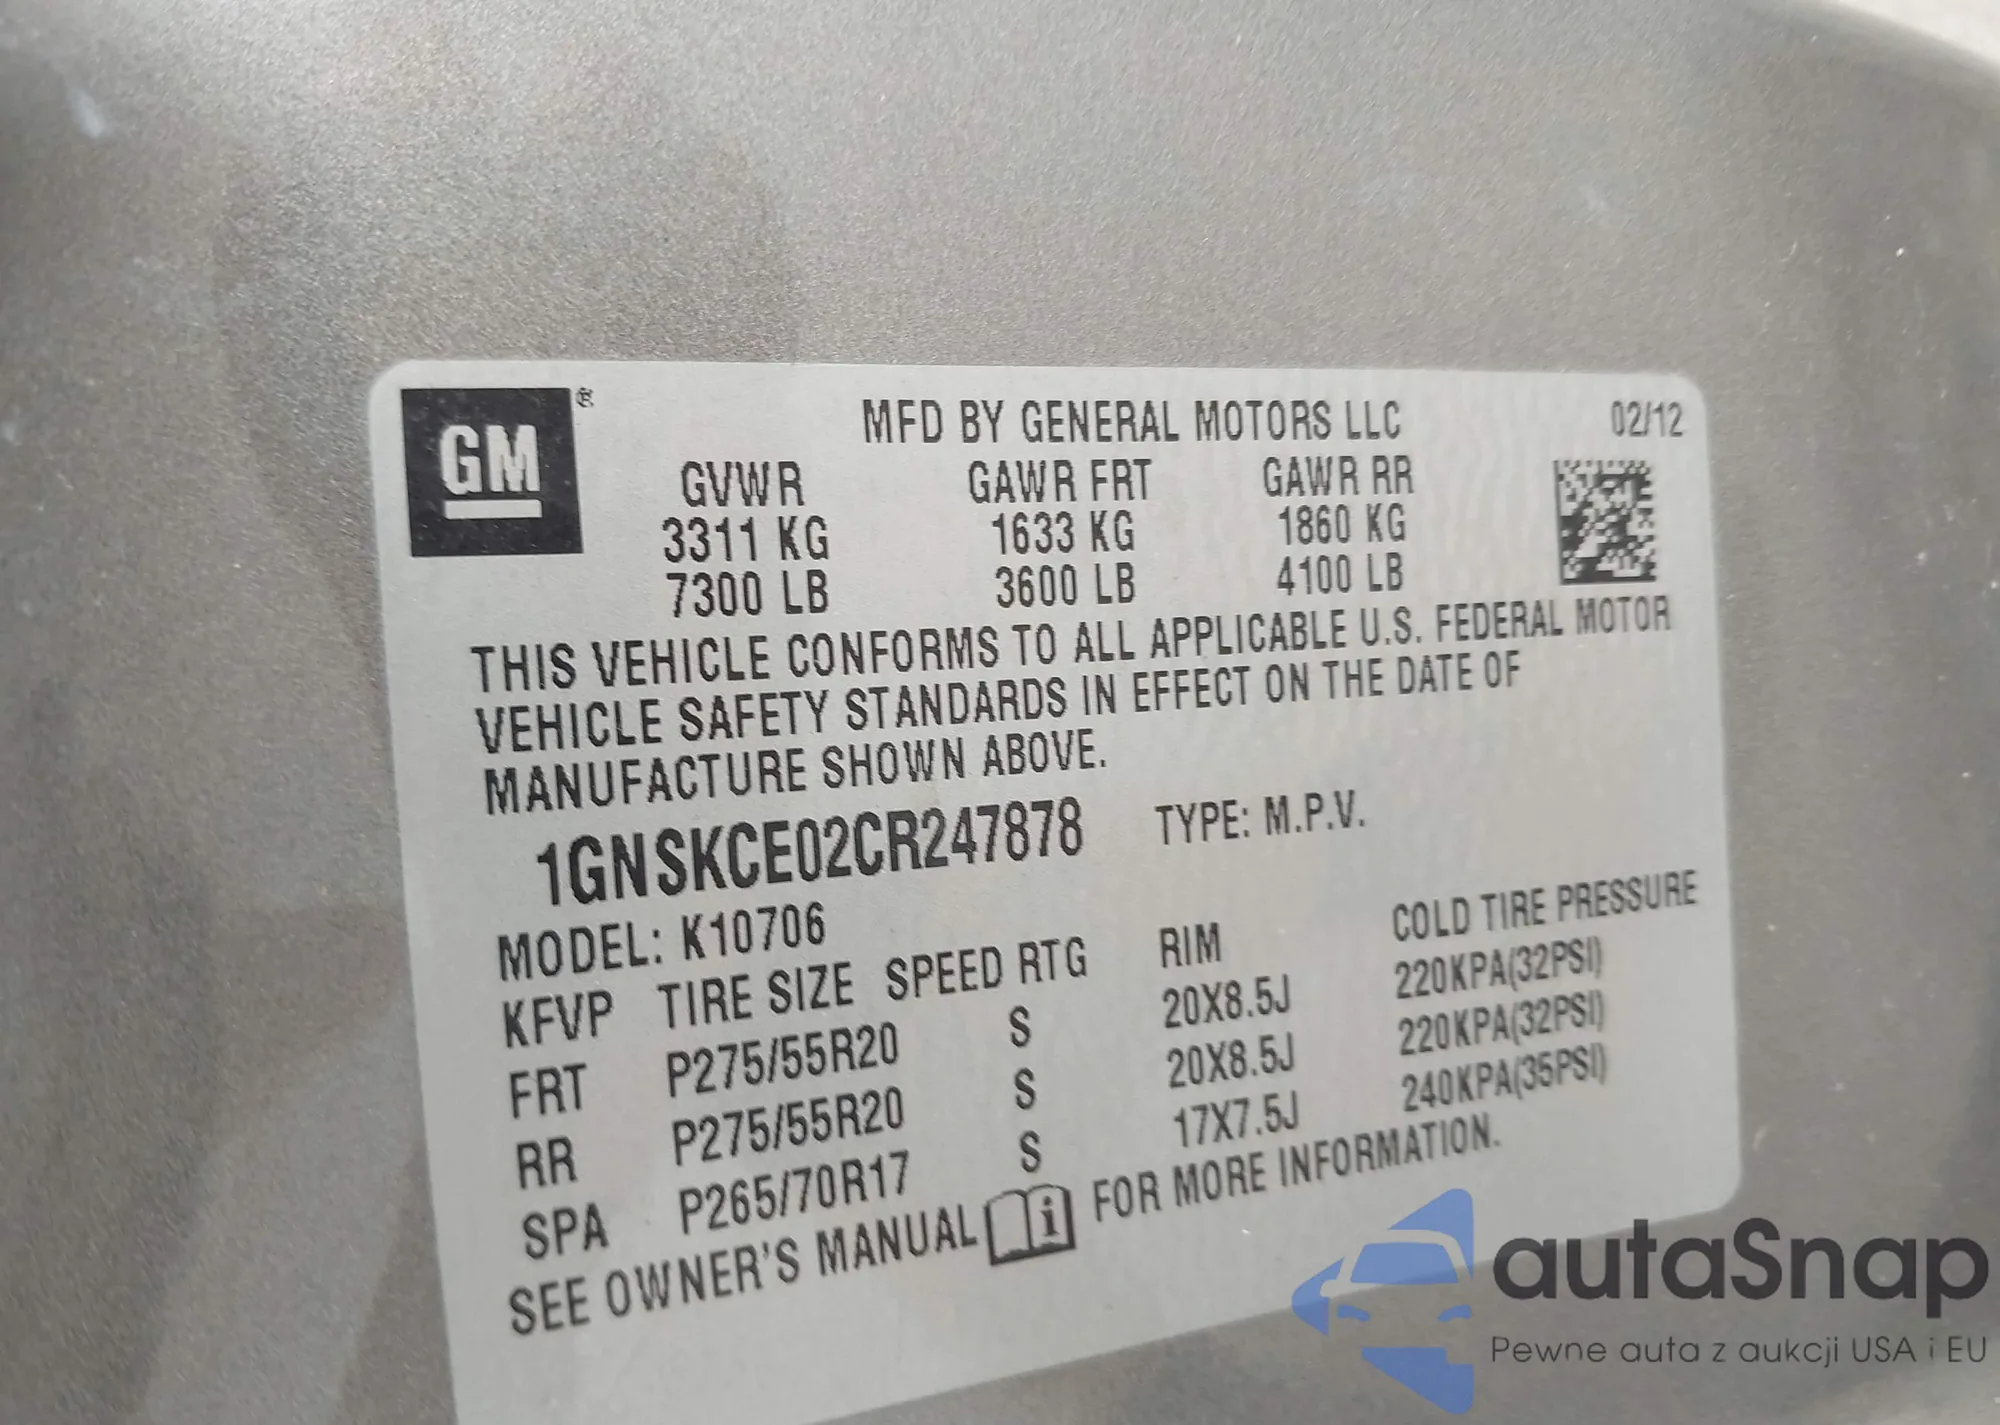 GM ®
MFD BY GENERAL MOTORS LLC 02/12
GVWR GAWR FRT GAWR RR
3311 KG 1633 KG 1860 KG
7300 LB 3600 LB 4100 LB
THIS VEHICLE CONFORMS TO ALL APPLICABLE U.S. FEDERAL MOTOR
VEHICLE SAFETY STANDARDS IN EFFECT ON THE DATE OF
MANUFACTURE SHOWN ABOVE.
1GNSKCE02CR247878 TYPE: M.P.V.
MODEL: K10706
KFVP TIRE SIZE SPEED RTG RIM COLD TIRE PRESSURE
FRT P275/55R20 S 20X8.5J 220KPA(32PSI)
RR P275/55R20 S 20X8.5J 220KPA(32PSI)
SPA P265/70R17 S 17X7.5J 240KPA(35PSI)
SEE OWNER'S MANUAL i FOR MORE INFORMATION.
autaSnap
Pewne auta z aukcji USA i EU